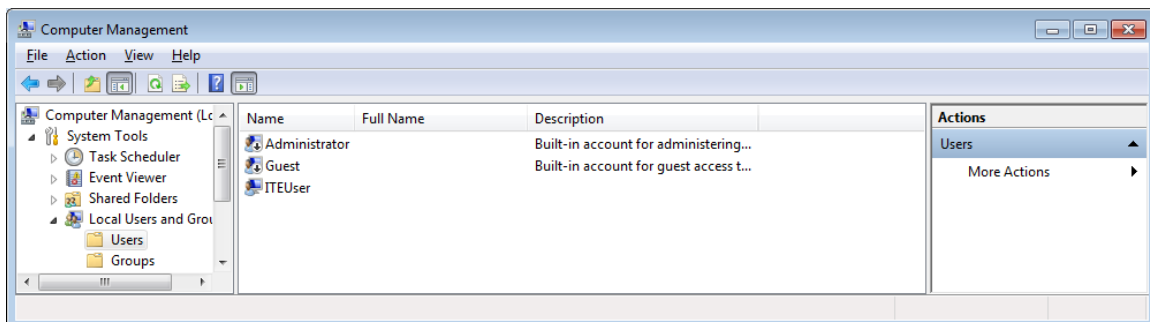 Computer Management
File Action View Help
Computer Management (Lc
System Tools
Task Scheduler
Event Viewer
Shared Folders
Local Users and Grou
Users
Groups
Name Full Name Description
Administrator Built-in account for administering...
Guest Built-in account for guest access t...
ITEUser
Actions
Users
More Actions